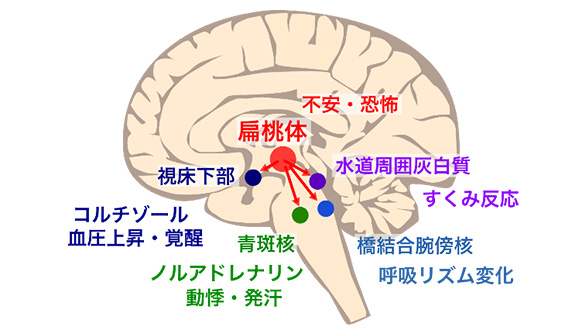 不安・恐怖
扁桃体
水道周囲灰白質
視床下部
すくみ反応
コルチゾール
血圧上昇・覚醒
青斑核
橋結合腕傍核
ノルアドレナリン
動悸・発汗
呼吸リズム変化